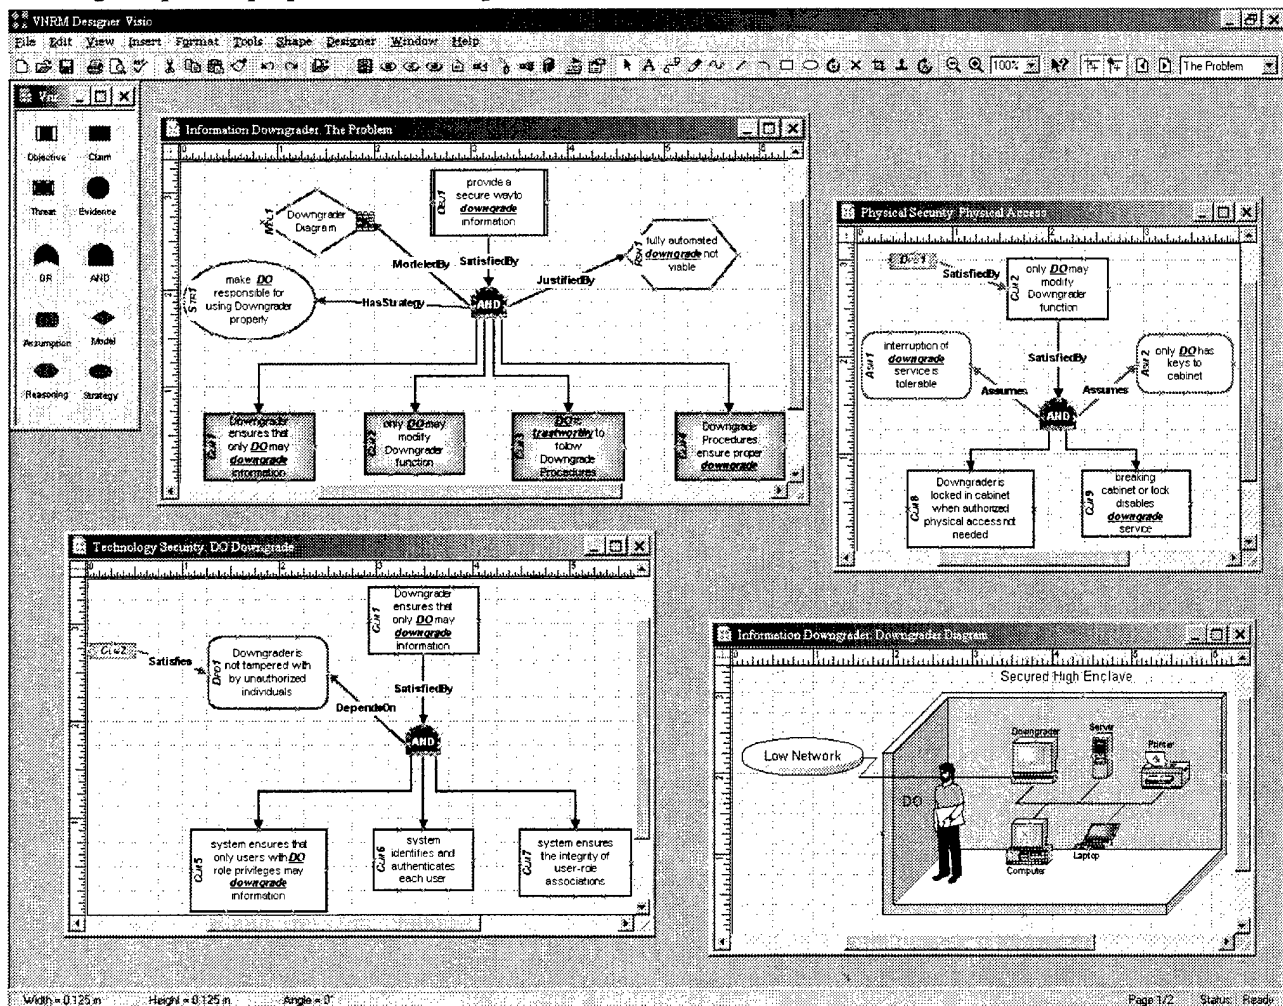 VNRM Designer Visio
File Edit View Insert Format Tools Shape Designer Window Help
100%
The Problem
Objective Claim
Threat Evidence
OR AND
Assumption Model
Reasoning Strategy
Information Downgrader: The Problem
Downgrader
Diagram
provide a
secure way to
downgrade
information
fully automated
downgrade not
viable
ModeledBy
SatisfiedBy
JustifiedBy
make DO
responsible for
using Downgrader
property
HasStrategy
AND
Downgrader
ensures that
only DO may
downgrade
information
only DO may
modify
Downgrader
function
DO is
trustworthy to
follow
Downgrade
Procedures
Downgrade
Procedures
ensure proper
downgrade
Physical Security: Physical Access
SatisfiedBy
only DO may
modify
Downgrader
function
interruption of
downgrade
service is
tolerable
SatisfiedBy
only DO has
keys to
cabinet
Assumes
Assumes
AND
Downgrader is
locked in cabinet
when authorized
physical access not
needed
breaking
cabinet or lock
disables
downgrade
service
Technology Security: DO Downgrade
Downgrader
ensures that
only DO may
downgrade
information
Satisfies
Downgrader is
not tampered with
by unauthorized
individuals
SatisfiedBy
DependsOn
AND
system ensures that
only users with DO
role privileges may
downgrade
information
system
identifies and
authenticates
each user
system ensures
the integrity of
user-role
associations
Information Downgrader: Downgrader Diagram
Secured High Enclave
Low Network
DO
Downgrader
Server
Printer
Computer
Laptop
Width = 0.125 in Height = 0.125 in Angle = 0° Page 1/2 Status: Ready